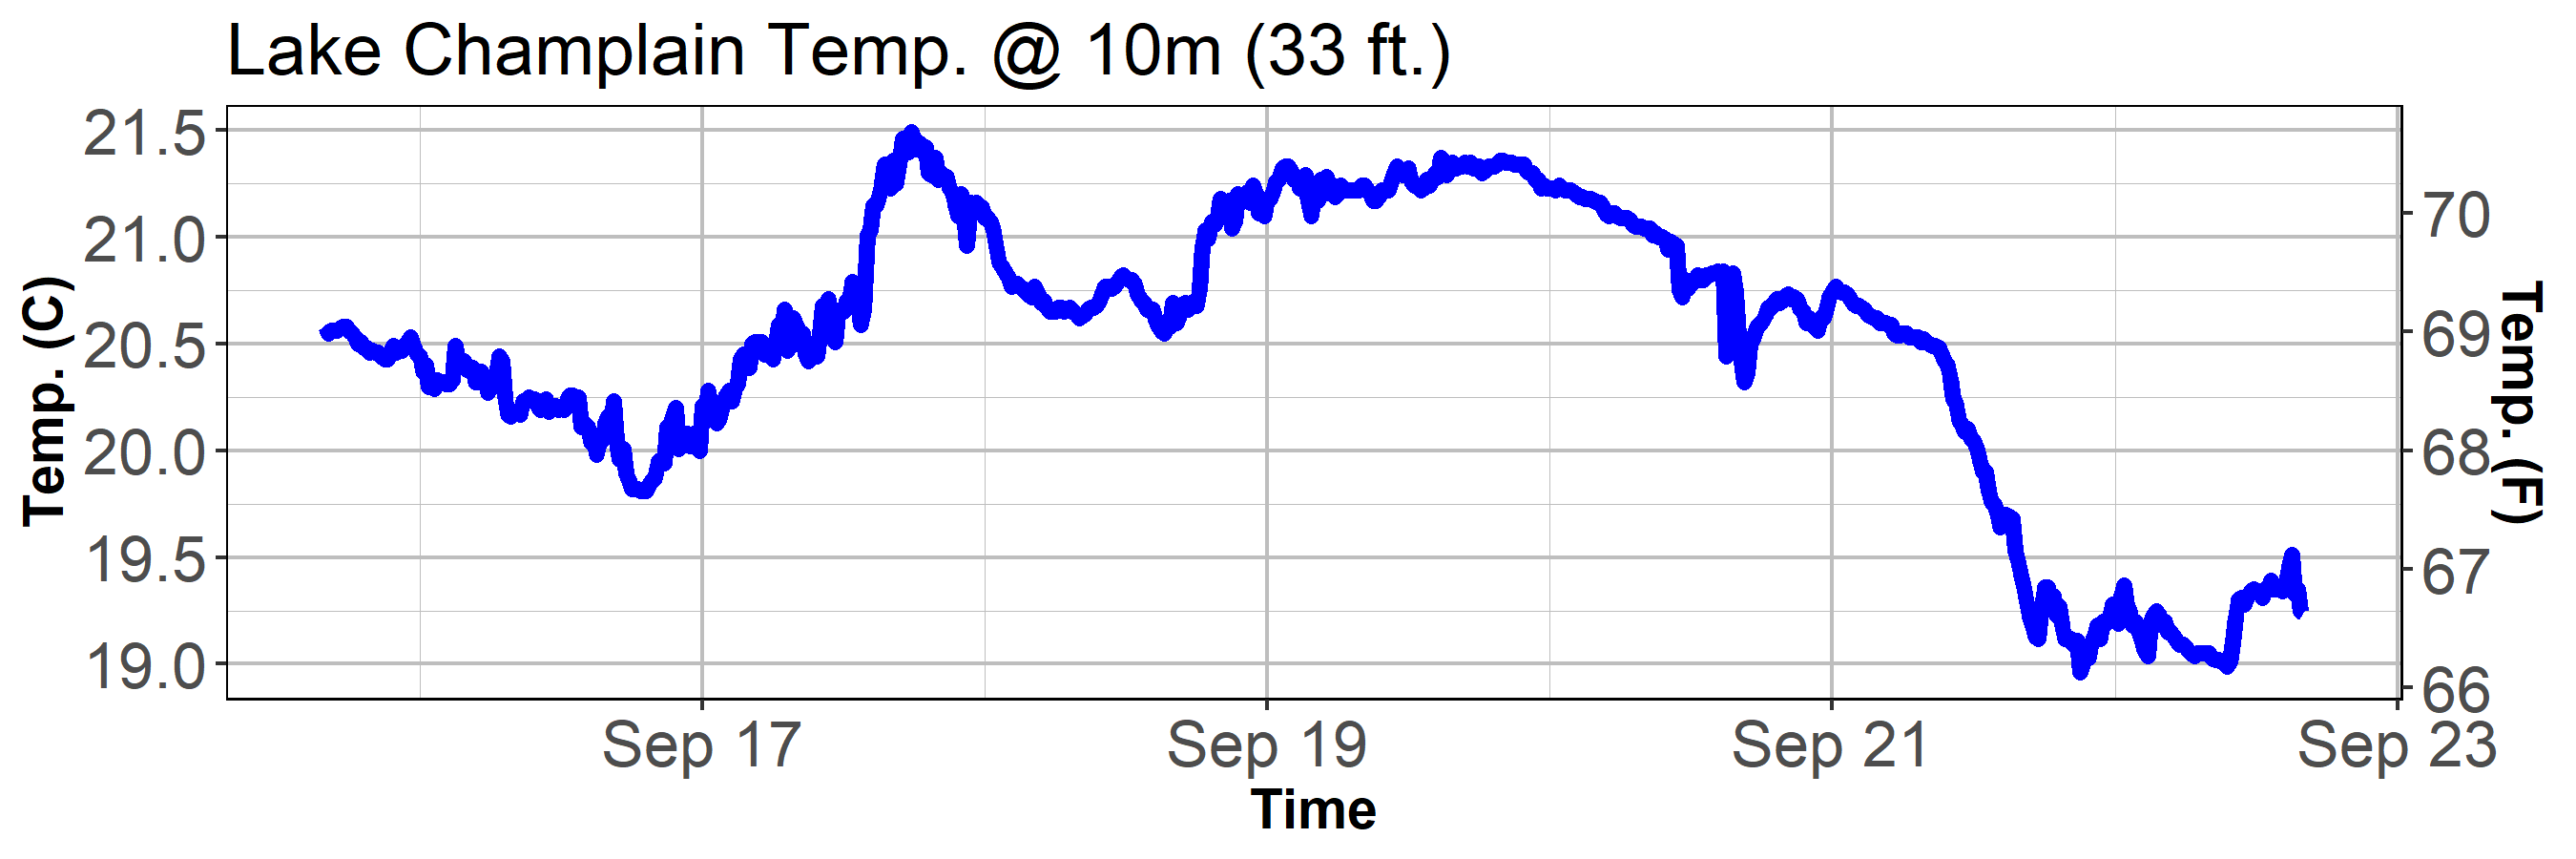 Lake Champlain Temp. @ 10m (33 ft.)
Temp. (C)
21.5
21.0
20.5
20.0
19.5
19.0
70
69
68
67
66
Temp. (F)
Sep 17
Sep 19
Sep 21
Sep 23
Time